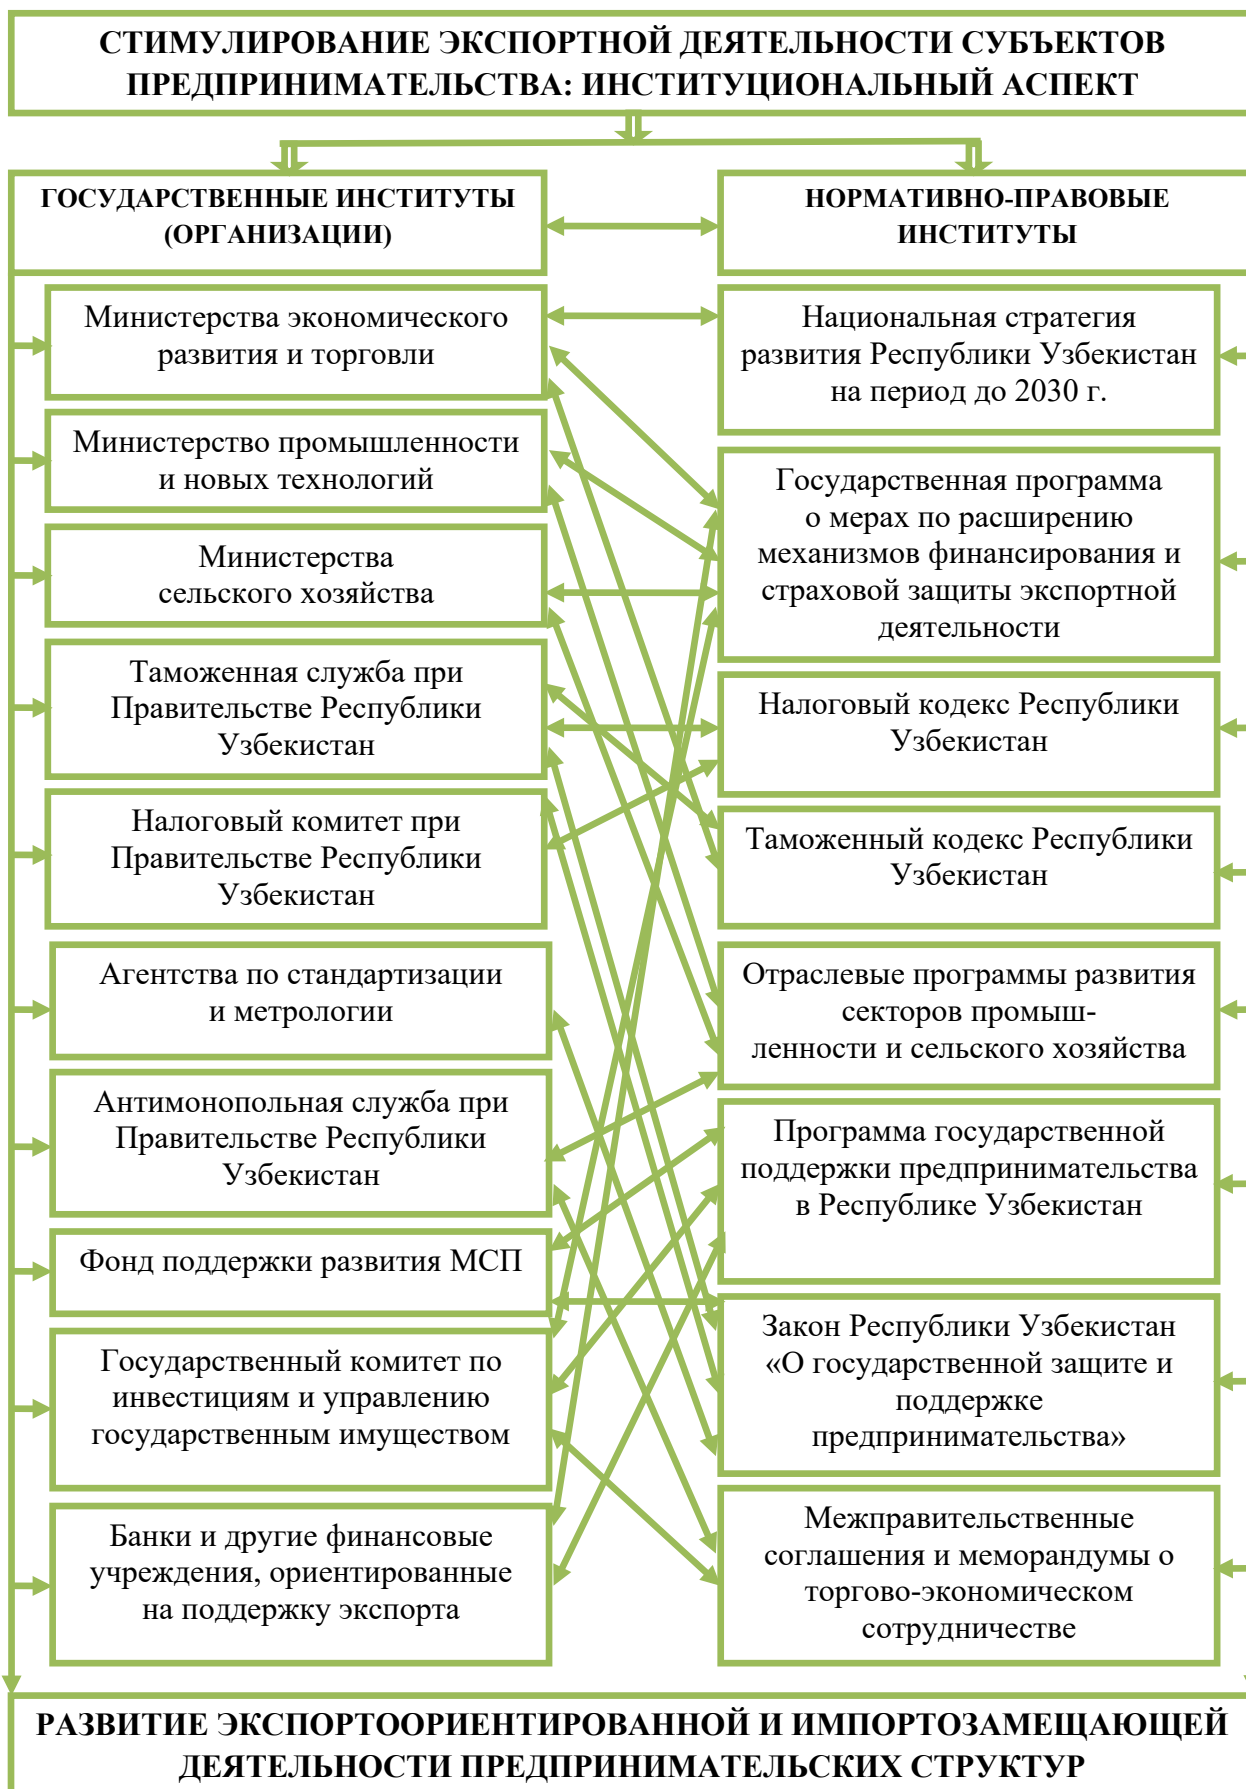 СТИМУЛИРОВАНИЕ ЭКСПОРТНОЙ ДЕЯТЕЛЬНОСТИ СУБЪЕКТОВ
ПРЕДПРИНИМАТЕЛЬСТВА: ИНСТИТУЦИОНАЛЬНЫЙ АСПЕКТ
ГОСУДАРСТВЕННЫЕ ИНСТИТУТЫ
(ОРГАНИЗАЦИИ)
Министерства экономического
развития и торговли
Министерство промышленности
и новых технологий
Министерства
сельского хозяйства
Таможенная служба при
Правительстве Республики
Узбекистан
Налоговый комитет при
Правительстве Республики
Узбекистан
Агентства по стандартизации
и метрологии
Антимонопольная служба при
Правительстве Республики
Узбекистан
Фонд поддержки развития МСП
Государственный комитет по
инвестициям и управлению
государственным имуществом
Банки и другие финансовые
учреждения, ориентированные
на поддержку экспорта
НОРМАТИВНО-ПРАВОВЫЕ
ИНСТИТУТЫ
Национальная стратегия
развития Республики Узбекистан
на период до 2030 г.
Государственная программа
о мерах по расширению
механизмов финансирования и
страховой защиты экспортной
деятельности
Налоговый кодекс Республики
Узбекистан
Таможенный кодекс Республики
Узбекистан
Отраслевые программы развития
секторов промыш-
ленности и сельского хозяйства
Программа государственной
поддержки предпринимательства
в Республике Узбекистан
Закон Республики Узбекистан
«О государственной защите и
поддержке
предпринимательства»
Межправительственные
соглашения и меморандумы о
торгово-экономическом
сотрудничестве
РАЗВИТИЕ ЭКСПОРТООРИЕНТИРОВАННОЙ И ИМПОРТОЗАМЕЩАЮЩЕЙ
ДЕЯТЕЛЬНОСТИ ПРЕДПРИНИМАТЕЛЬСКИХ СТРУКТУР